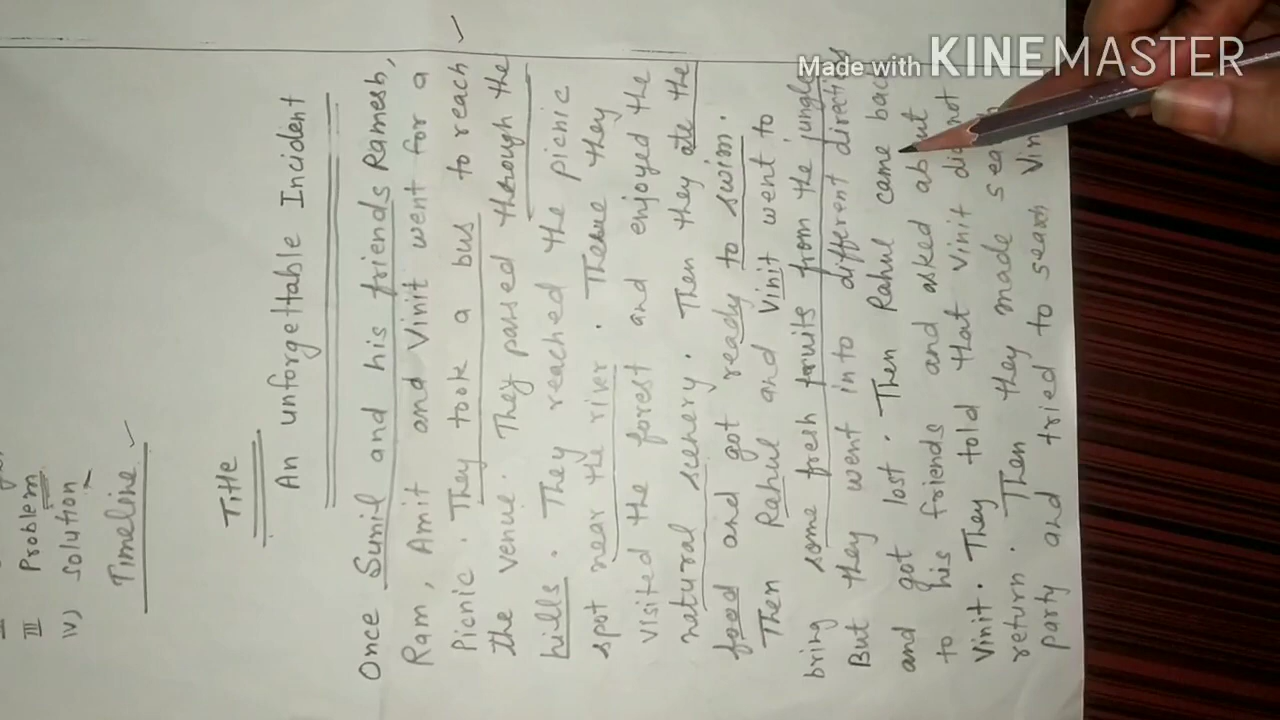 III Problem
iv) solution
Timeline
Title
An unforgettable Incident
Once Sunil and his friends Ramesh,
Ram, Amit and Vinit went for a
Picnic. They took a bus to reach
the venue. They passed through the
hills. They reached the picnic
spot near the river. There they
visited the forest and enjoyed the
natural scenery. Then they ate the
food and got ready to swim.
Then Rahul and Vinit went to
bring some fresh fruits from the jungle
But they went into different directions
and got lost. Then Rahul came back
to his friends and asked about
Vinit. They told that Vinit did not
return. Then they made
party and tried to search
Made with KINEMASTER